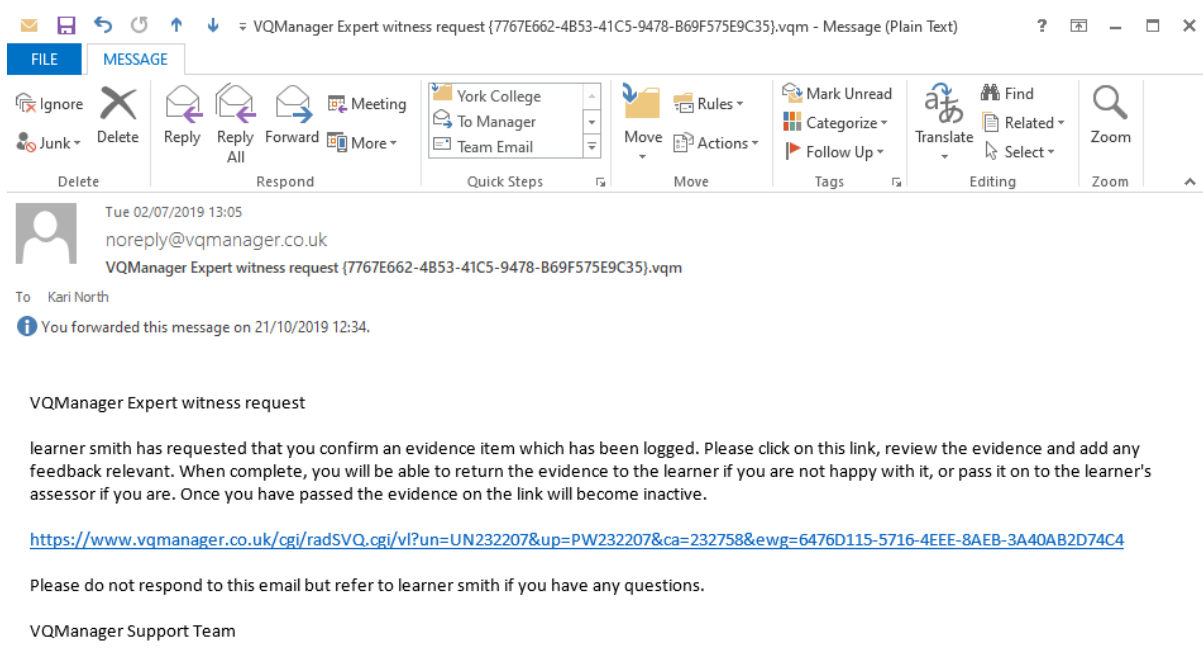 VQManager Expert witness request {7767E662-4B53-41C5-9478-B69F575E9C35}.vqm - Message (Plain Text) ?
FILE MESSAGE
Ignore
Junk
Delete
Reply
Reply All
Forward
Meeting
More
York College
To Manager
Team Email
Move
Rules
Actions
Mark Unread
Categorize
Follow Up
Translate
Find
Related
Select
Zoom
Delete Respond Quick Steps Move Tags Editing Zoom
Tue 02/07/2019 13:05
noreply@vqmanager.co.uk
VQManager Expert witness request {7767E662-4B53-41C5-9478-B69F575E9C35}.vqm
To Kari North
You forwarded this message on 21/10/2019 12:34.
VQManager Expert witness request
learner smith has requested that you confirm an evidence item which has been logged. Please click on this link, review the evidence and add any
feedback relevant. When complete, you will be able to return the evidence to the learner if you are not happy with it, or pass it on to the learner's
assessor if you are. Once you have passed the evidence on the link will become inactive.
https://www.vqmanager.co.uk/cgi/radSVQ.cgi/vl?un=UN232207&up=PW232207&ca=232758&ewg=6476D115-5716-4EEE-8AEB-3A40AB2D74C4
Please do not respond to this email but refer to learner smith if you have any questions.
VQManager Support Team